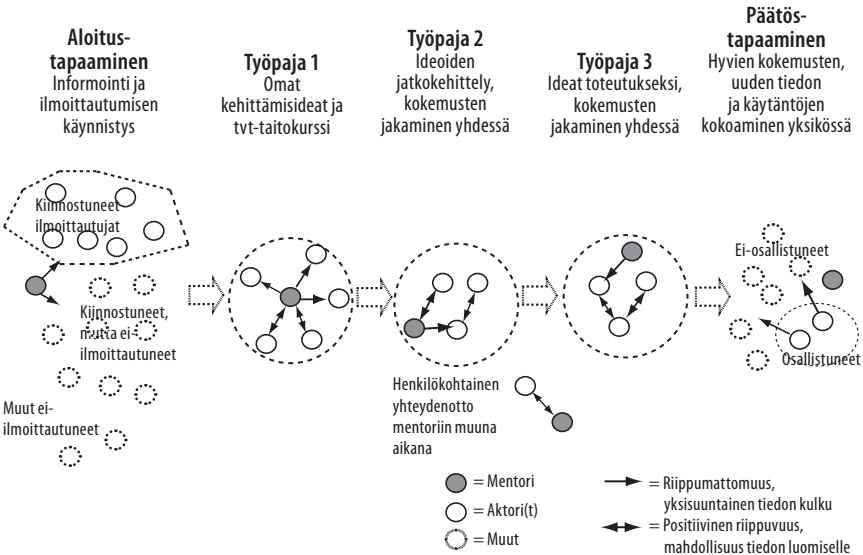 Aloitus-
tapaaminen
Informointi ja
ilmoittautumisen
käynnistys
Työpaja 1
Omat
kehittämisideat ja
tvt-taitokurssi
Työpaja 2
Ideoiden
jatkokehittely,
kokemusten
jakaminen yhdessä
Työpaja 3
Ideat toteutukseksi,
kokemusten
jakaminen yhdessä
Päätös-
tapaaminen
Hyvien kokemusten,
uuden tiedon
ja käytäntöjen
kokoaminen yksikössä
Kiinnostuneet
ilmoittautujat
Kiinnostuneet,
mutta ei-
ilmoittautuneet
Muut ei-
ilmoittautuneet
Henkilökohtainen
yhteydenotto
mentoriin muuna
aikana
Ei-osallistuneet
Osallistuneet
= Mentori
= Aktori(t)
= Muut
= Riippumattomuus,
yksisuuntainen tiedon kulku
= Positiivinen riippuvuus,
mahdollisuus tiedon luomiselle